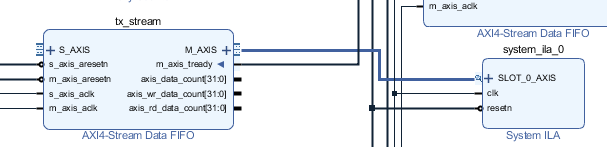 tx_stream
S_AXIS
s_axis_aresetn
m_axis_aresetn
s_axis_aclk
m_axis_aclk
M_AXIS
m_axis_tready
axis_data_count[31:0]
axis_wr_data_count[31:0]
axis_rd_data_count[31:0]
AXI4-Stream Data FIFO
m_axis_aclk
AXI4-Stream Data FIFO
system_ila_0
SLOT_0_AXIS
clk
resetn
System ILA